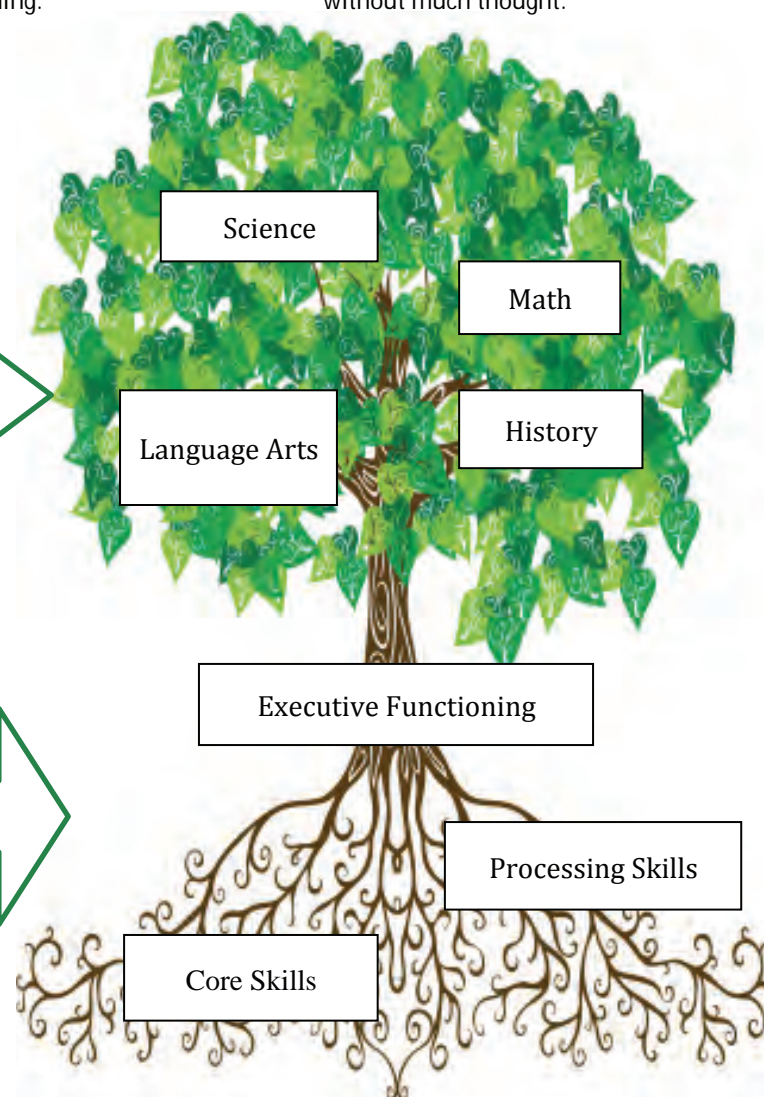 without much thought.
Science
Math
Language Arts
History
Executive Functioning
Processing Skills
Core Skills